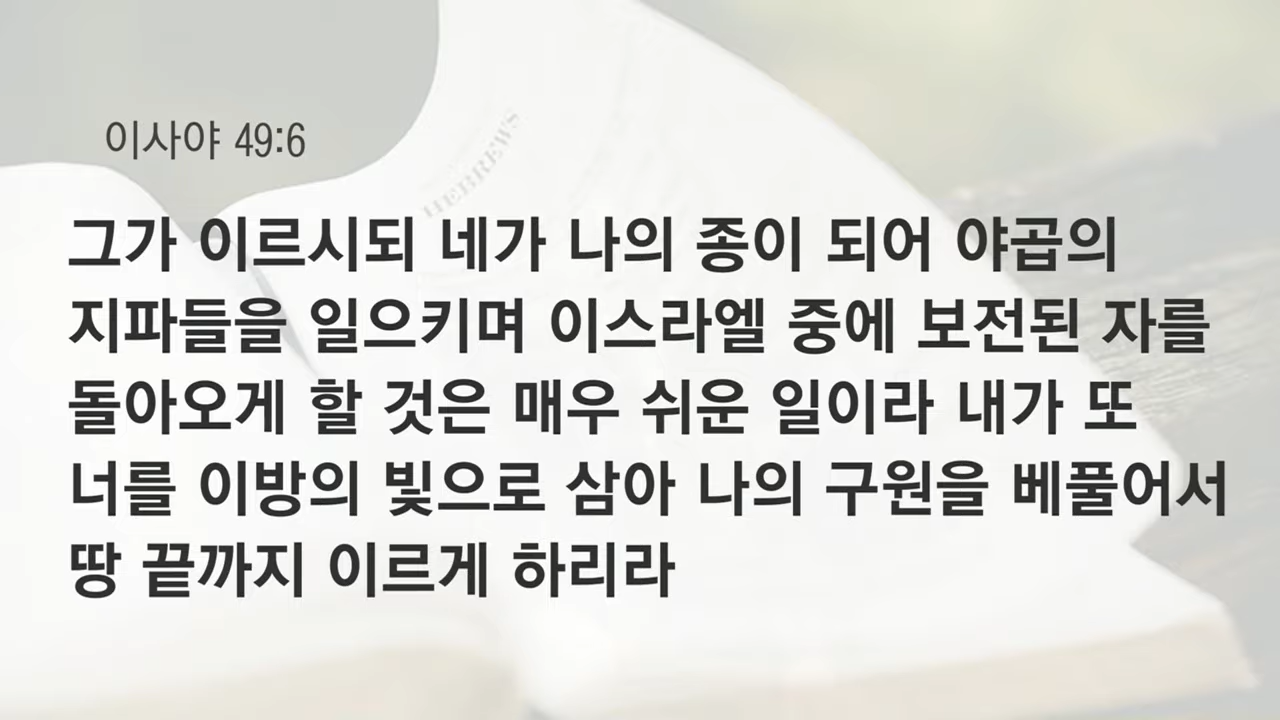 이사야 49:6
HEBREWS
그가 이르시되 네가 나의 종이 되어 야곱의
지파들을 일으키며 이스라엘 중에 보전된 자를
돌아오게 할 것은 매우 쉬운 일이라 내가 또
너를 이방의 빛으로 삼아 나의 구원을 베풀어서
땅 끝까지 이르게 하리라